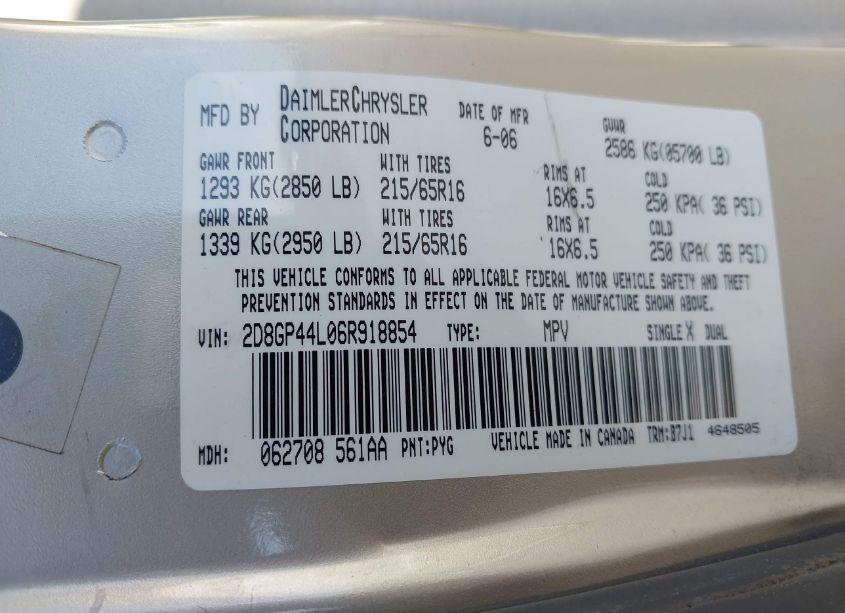 MFD BY DAIMLERCHRYSLER CORPORATION DATE OF MFR 6-06 GVWR 2586 KG(05700 LB)
GAWR FRONT WITH TIRES RIMS AT COLD
1293 KG(2850 LB) 215/65R16 16X6.5 250 KPA( 36 PSI)
GAWR REAR WITH TIRES RIMS AT COLD
1339 KG(2950 LB) 215/65R16 16X6.5 250 KPA( 36 PSI)
THIS VEHICLE CONFORMS TO ALL APPLICABLE FEDERAL MOTOR VEHICLE SAFETY AND THEFT
PREVENTION STANDARDS IN EFFECT ON THE DATE OF MANUFACTURE SHOWN ABOVE.
VIN: 2D8GP44L06R918854 TYPE: MPV SINGLE X DUAL
MDH: 062708 561AA PNT:PYG VEHICLE MADE IN CANADA TRM:B7J1 4648505